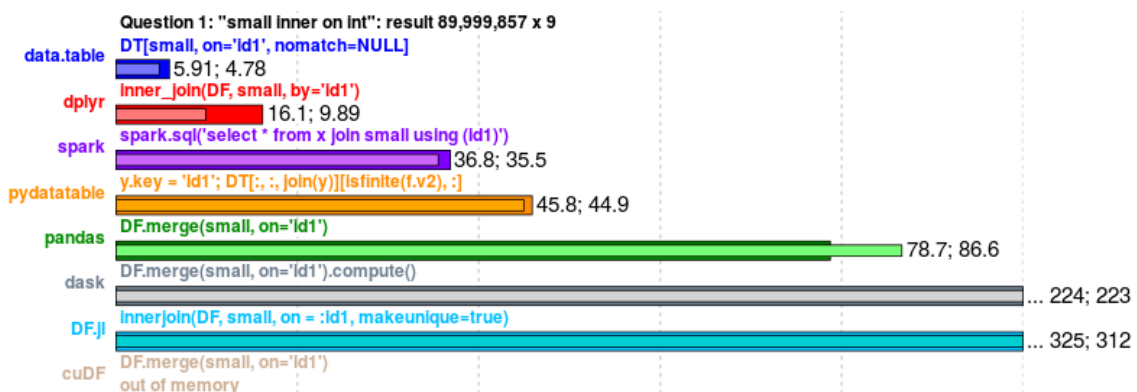 Question 1: "small inner on int": result 89,999,857 x 9
data.table
DT[small, on='id1', nomatch=NULL]
5.91; 4.78
dplyr
inner_join(DF, small, by='id1')
16.1; 9.89
spark
spark.sql('select * from x join small using (id1)')
36.8; 35.5
pydatatable
y.key = 'id1'; DT[:, :, join(y)][isfinite(f.v2), :]
45.8; 44.9
pandas
DF.merge(small, on='id1')
78.7; 86.6
dask
DF.merge(small, on='id1').compute()
... 224; 223
DF.jl
innerjoin(DF, small, on = :id1, makeunique=true)
... 325; 312
cuDF
DF.merge(small, on='id1')
out of memory